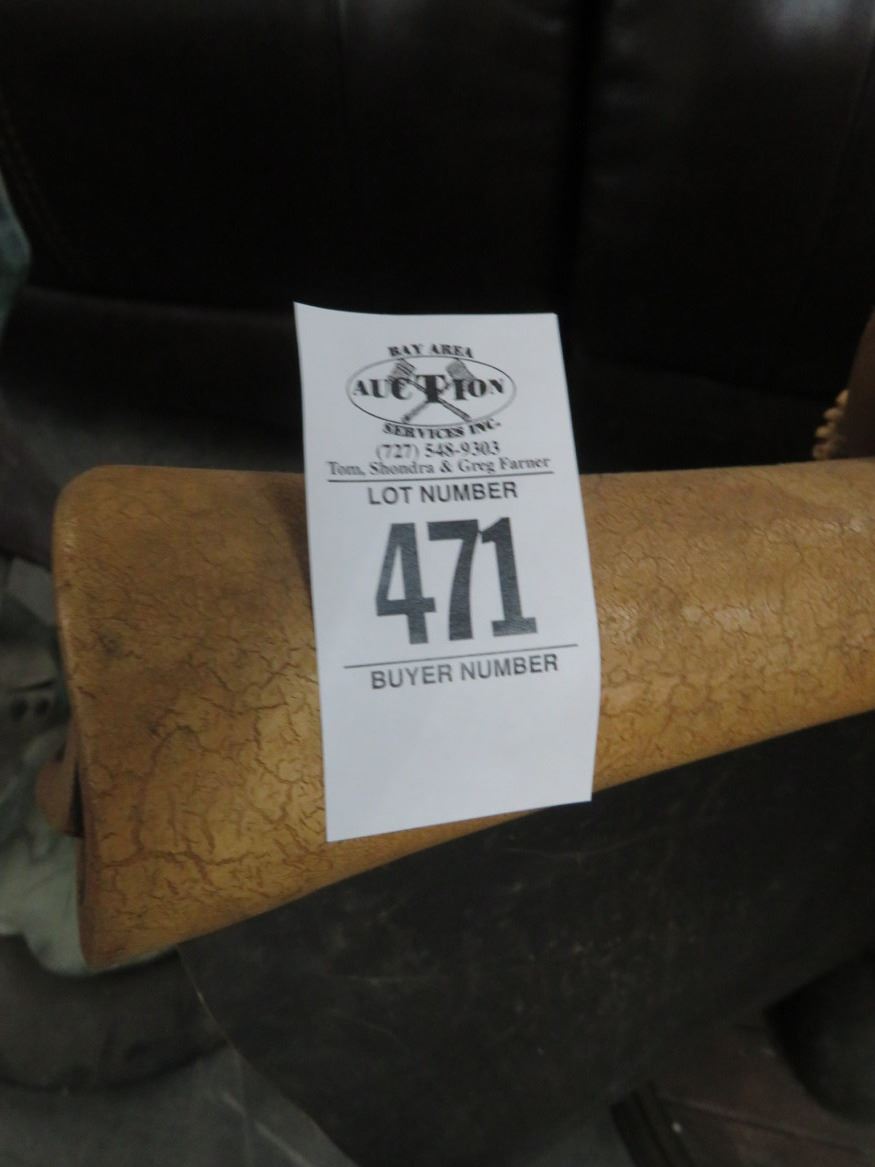 BAY AREA
AUCTION
SERVICES INC.
(727) 548-9303
Tom, Shondra & Greg Farner
LOT NUMBER
471
BUYER NUMBER